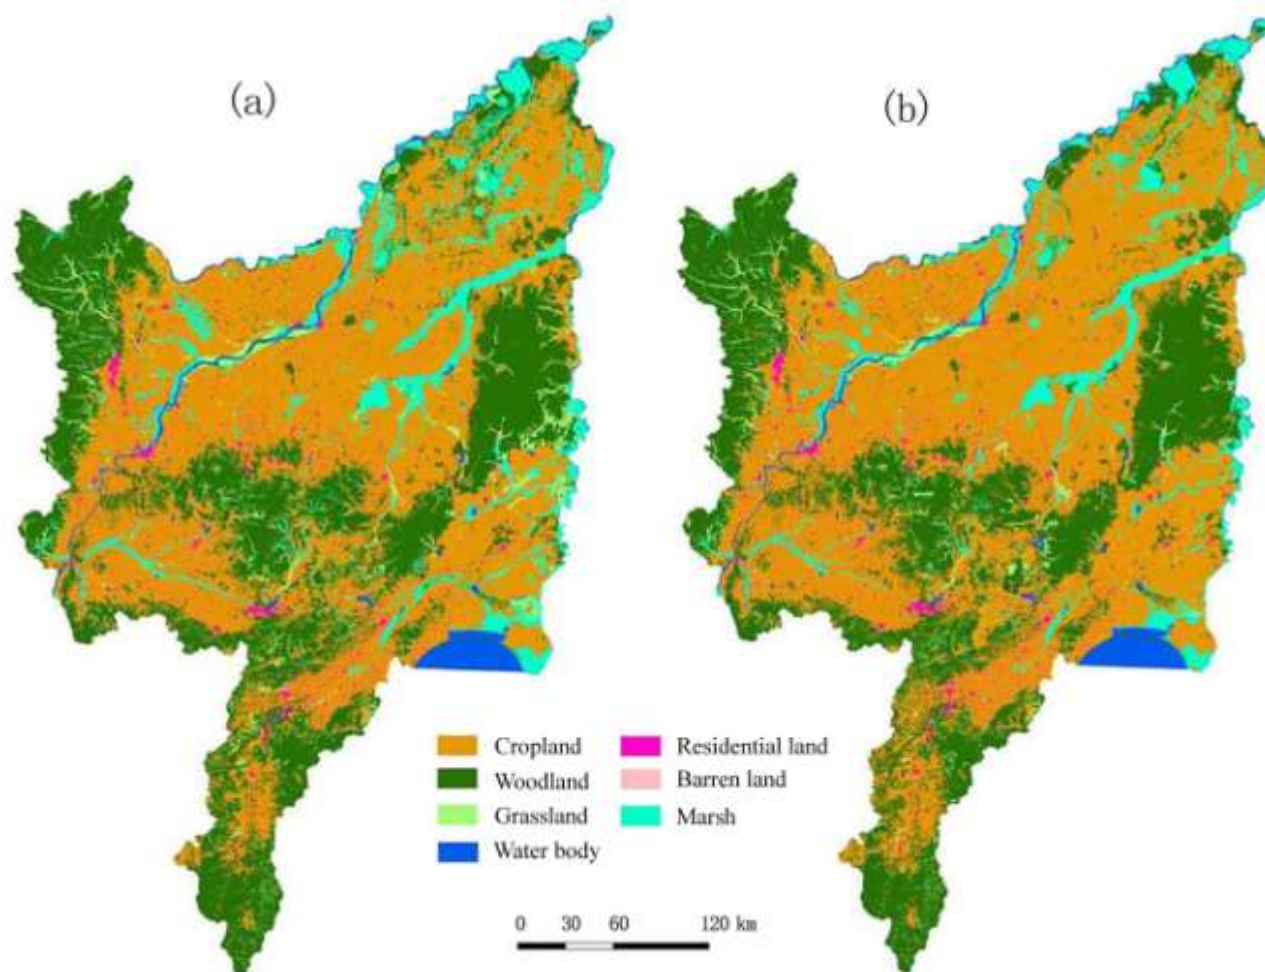 (a)
(b)
Cropland
Residential land
Woodland
Barren land
Grassland
Marsh
Water body
0 30 60 120 km